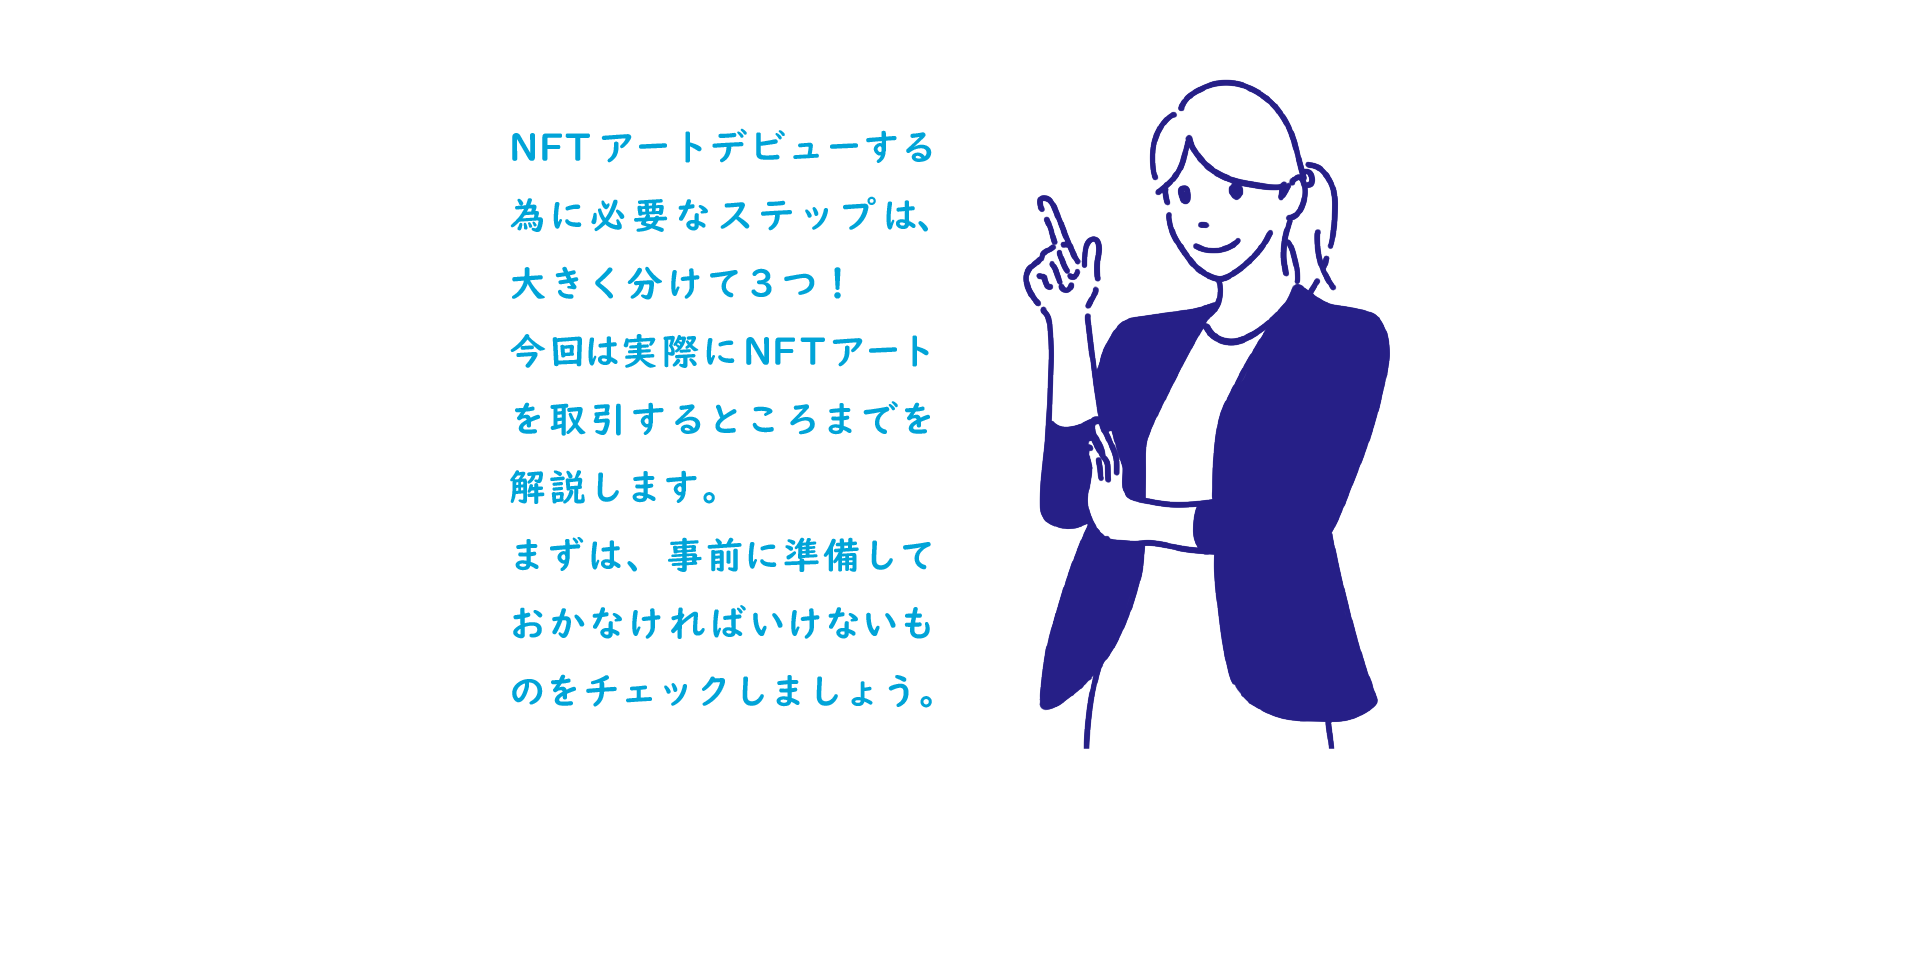 NFTアートデビューする
為に必要なステップは、
大きく分けて３つ！
今回は実際にNFTアート
を取引するところまでを
解説します。
まずは、事前に準備して
おかなければいけないも
のをチェックしましょう。